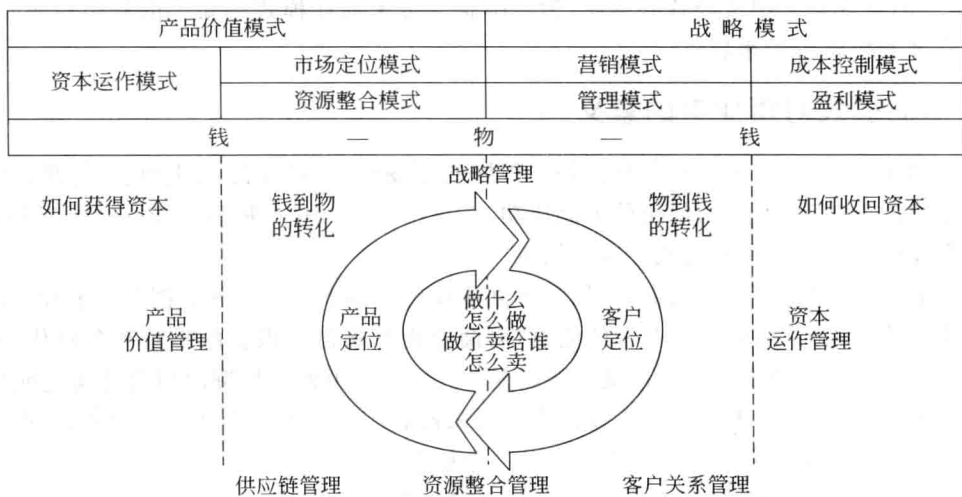 产品价值模式 战略模式
资本运作模式 市场定位模式 营销模式 成本控制模式
资源整合模式 管理模式 盈利模式
钱 — 物 — 钱
战略管理
如何获得资本 钱到物 物到钱 如何收回资本
的转化 的转化
做什么
产品 产品 怎么做 客户 资本
价值管理 定位 做了卖给谁 定位 运作管理
怎么卖
供应链管理 资源整合管理 客户关系管理